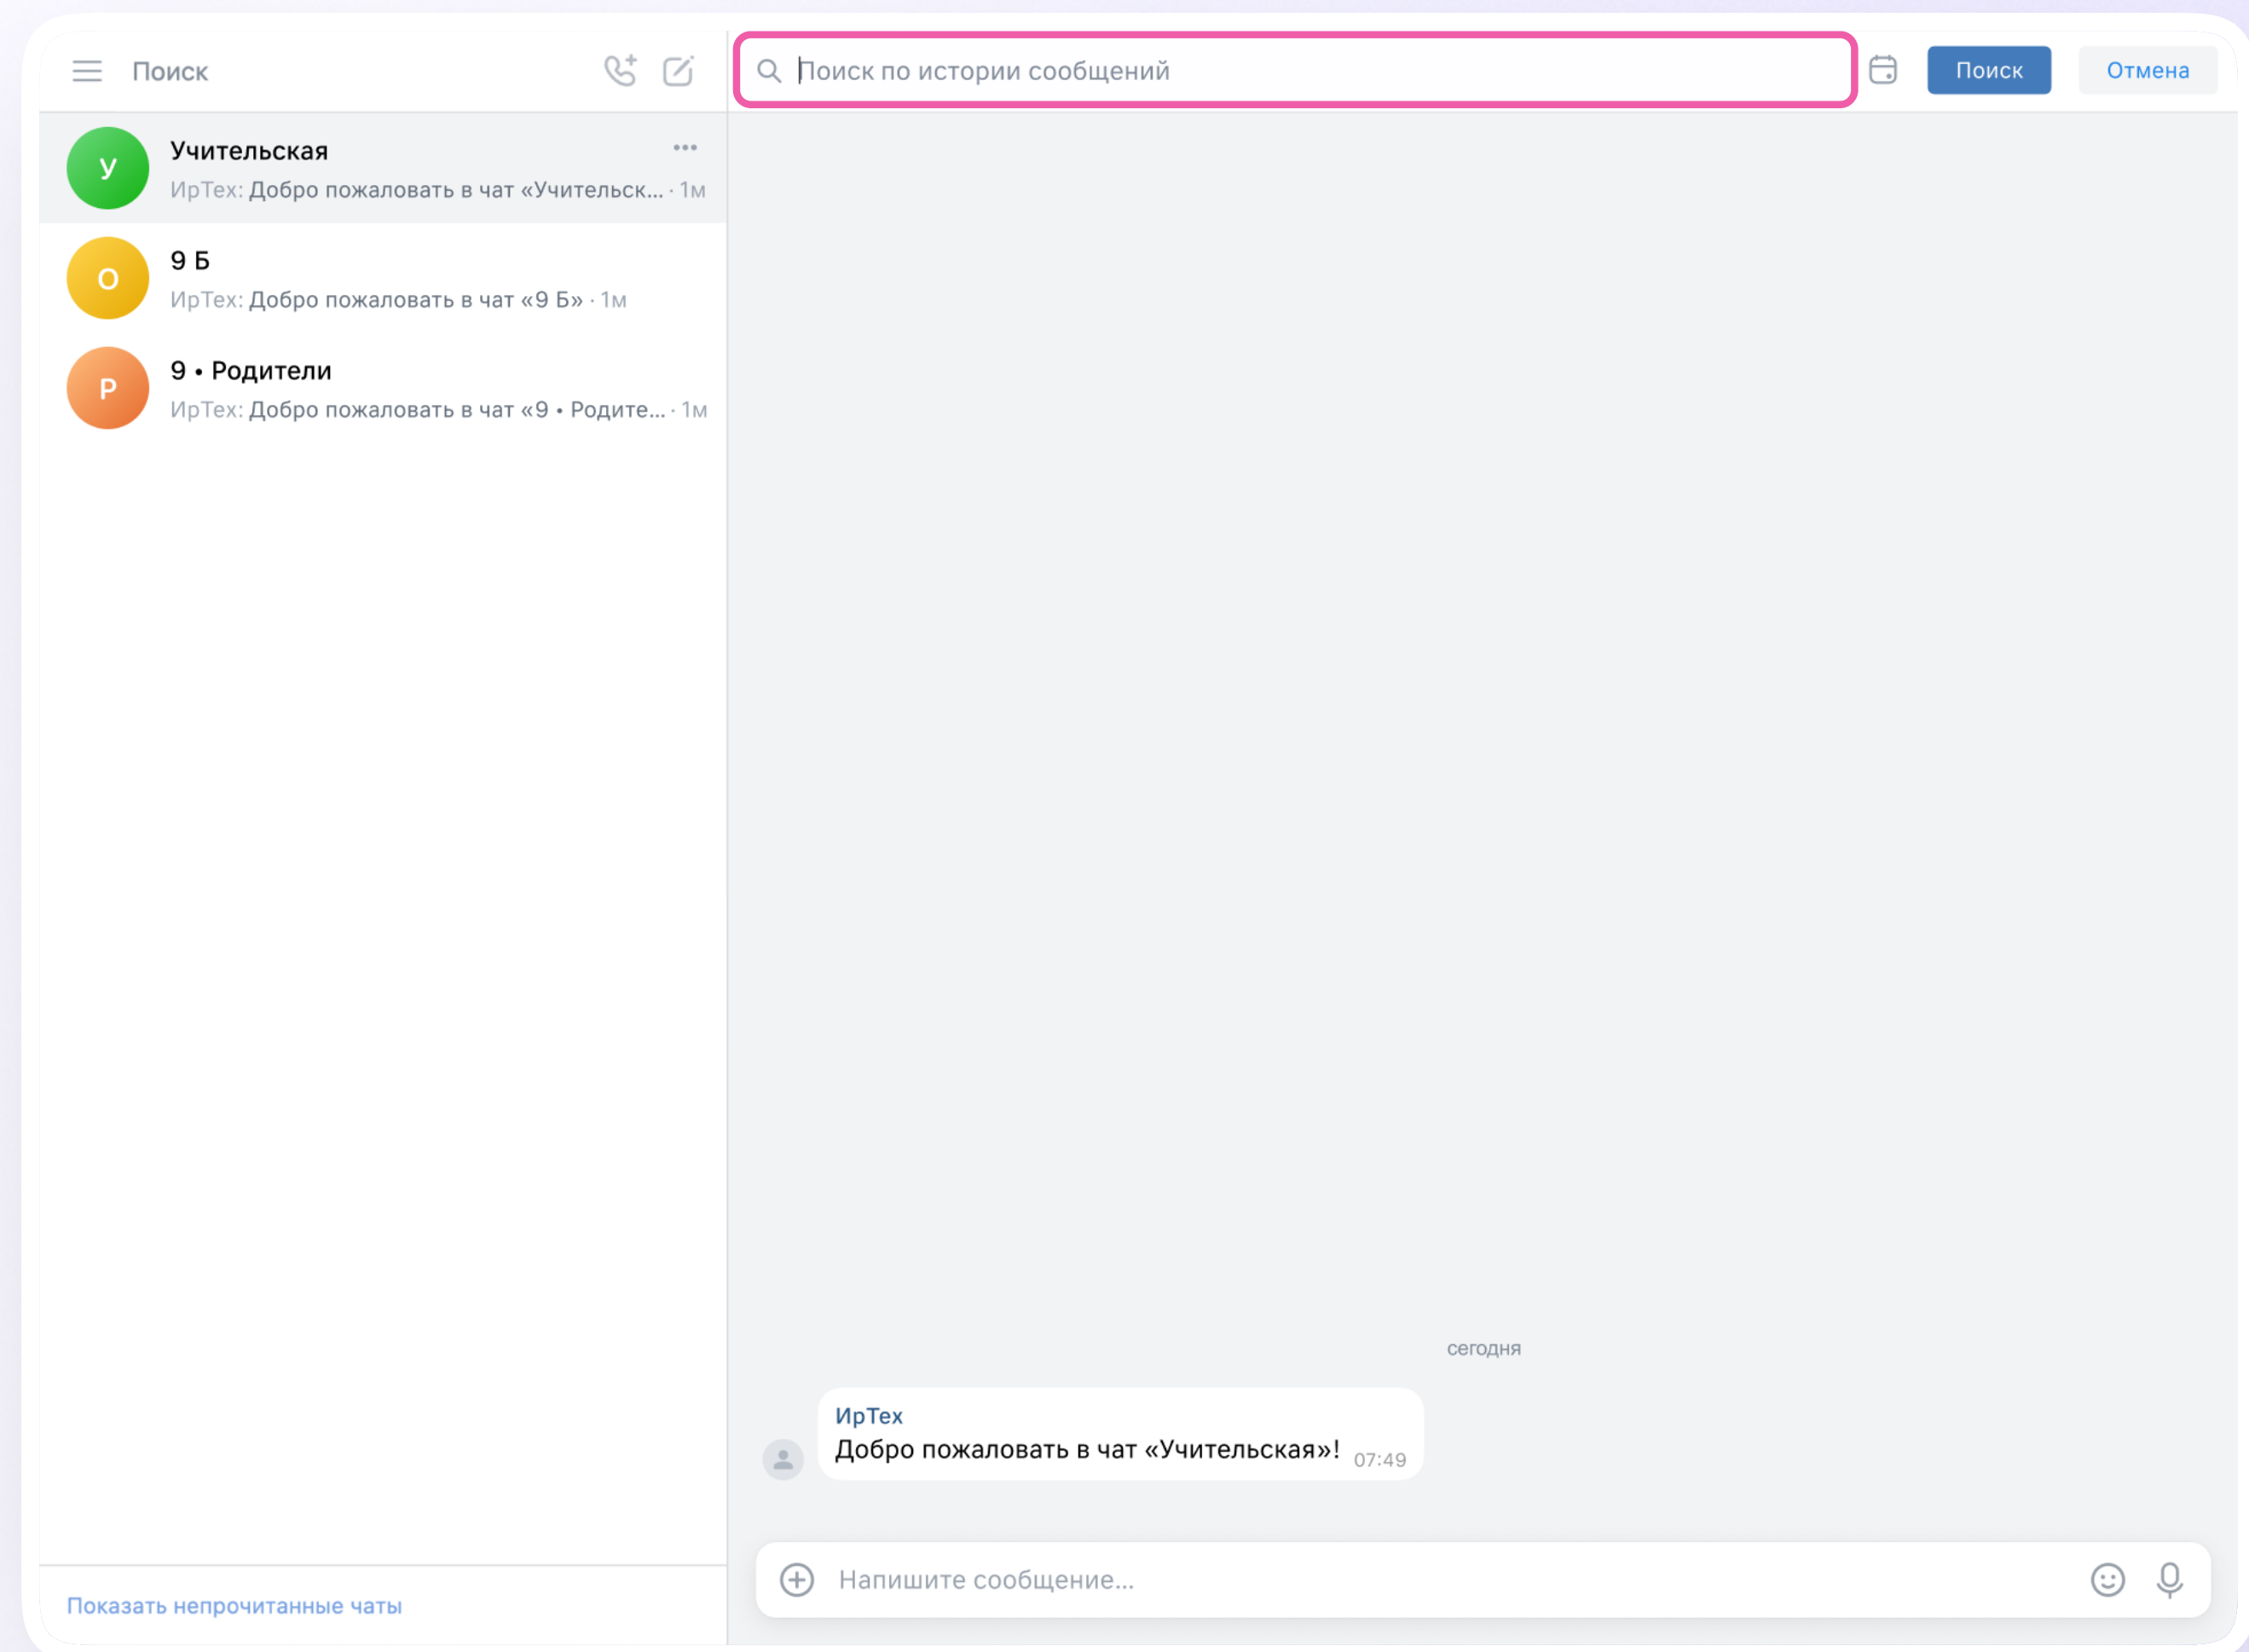 Поиск
Поиск по истории сообщений
Поиск
Отмена
У
Учительская
ИрТех: Добро пожаловать в чат «Учительск... · 1м
О
9 Б
ИрТех: Добро пожаловать в чат «9 Б» · 1м
Р
9 • Родители
ИрТех: Добро пожаловать в чат «9 • Родите... · 1м
сегодня
ИрТех
Добро пожаловать в чат «Учительская»! 07:49
Напишите сообщение...
Показать непрочитанные чаты